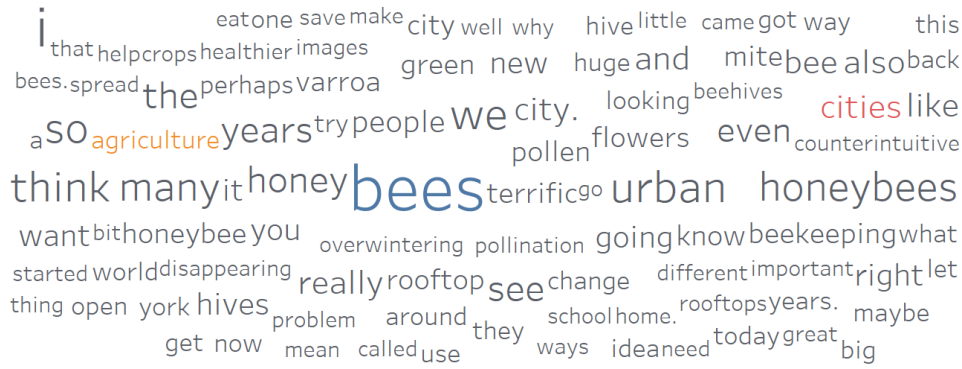 i eat one save make city well why hive little came got way this
that help crops healthier images green new huge and mite bee also back
bees. spread the perhaps varroa looking beehives cities like
a so agriculture years try people we city. flowers even counterintuitive
pollen
think many it honey bees terrific go urban honeybees
want bit honeybee you overwintering pollination going know beekeeping what
started world disappearing really rooftop see change different important right let
thing open york hives problem around they school home. rooftops years. maybe
get now mean called use ways idea need today great big